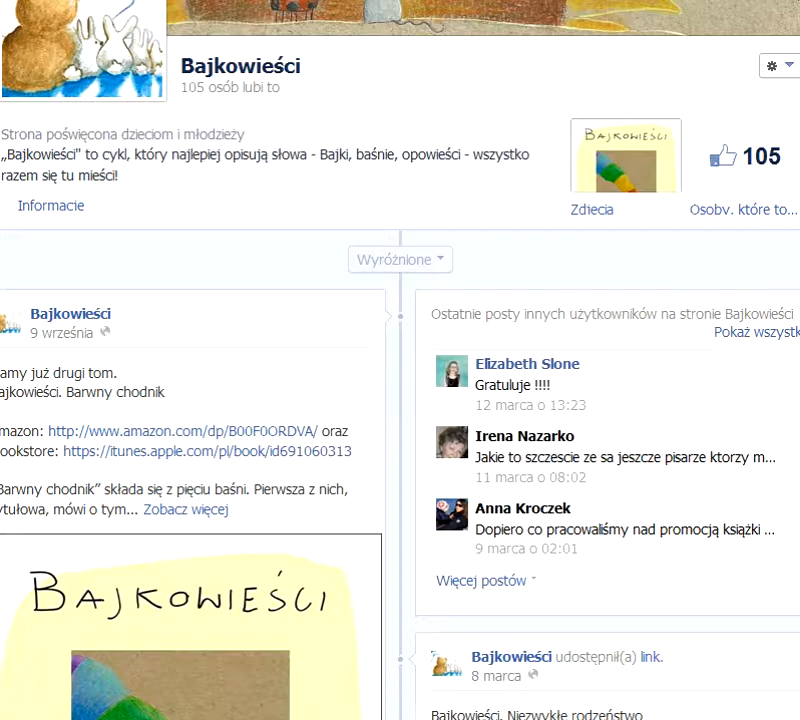 Bajkowieści
105 osób lubi to
Strona poświęcona dzieciom i młodzieży
„Bajkowieści" to cykl, który najlepiej opisują słowa - Bajki, baśnie, opowieści - wszystko
razem się tu mieści!
Informacje
BAJKOWIEŚCI
Zdjęcia
105
Osoby, które to...
Wyróżnione
Bajkowieści
9 września
amy już drugi tom.
ajkowieści. Barwny chodnik
mazon: http://www.amazon.com/dp/B00F0ORDVA/ oraz
ookstore: https://itunes.apple.com/pl/book/id691060313
Barwny chodnik” składa się z pięciu baśni. Pierwsza z nich,
ytułowa, mówi o tym... Zobacz więcej
BAJKOWIEŚCI
Ostatnie posty innych użytkowników na stronie Bajkowieści
Pokaż wszystk
Elizabeth Slone
Gratuluje !!!!
12 marca o 13:23
Irena Nazarko
Jakie to szczescie ze sa jeszcze pisarze ktorzy m...
11 marca o 08:02
Anna Kroczek
Dopiero co pracowaliśmy nad promocją książki ...
9 marca o 02:01
Więcej postów
Bajkowieści udostępnił(a) link.
8 marca
Bajkowieści. Niezwykłe rodzeństwo